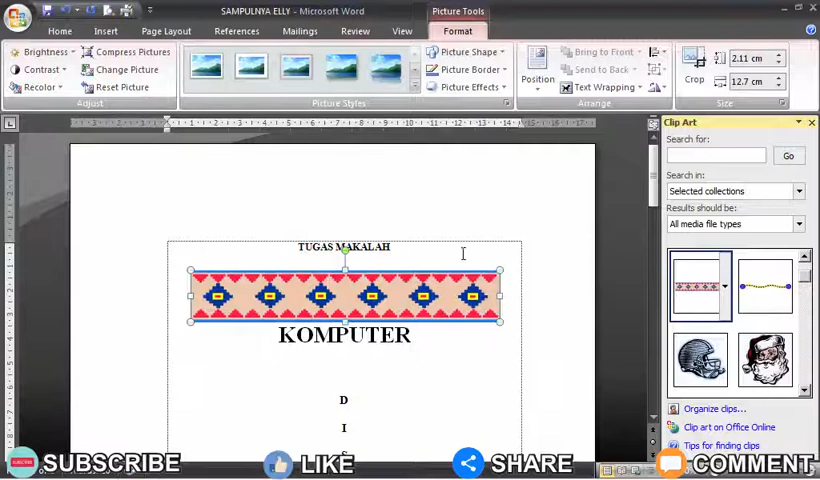 SAMPULNYA ELLY - Microsoft Word
Picture Tools
Home Insert Page Layout References Mailings Review View Format
Brightness
Contrast
Recolor
Compress Pictures
Change Picture
Reset Picture
Adjust
Picture Styles
Picture Shape
Picture Border
Picture Effects
Position
Bring to Front
Send to Back
Text Wrapping
Arrange
Crop
2.11 cm
12.7 cm
Size
Clip Art
Search for:
Go
Search in:
Selected collections
Results should be:
All media file types
Organize clips...
Clip art on Office Online
Tips for finding clips
TUGAS MAKALAH
KOMPUTER
D
I
SUBSCRIBE
LIKE
SHARE
COMMENT